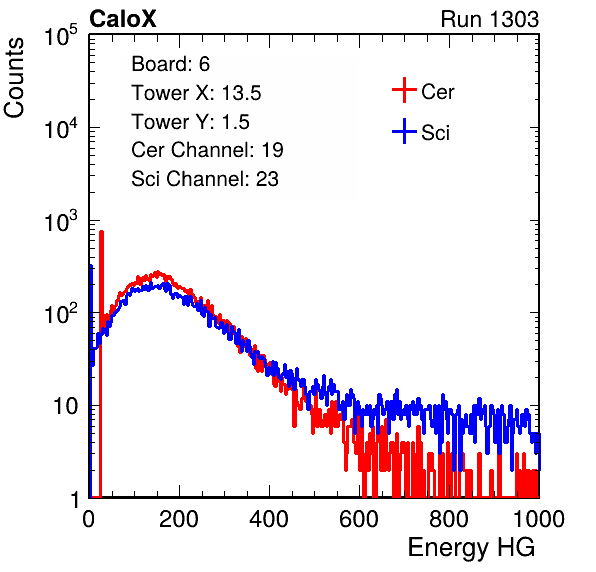 CaloX Run 1303
Counts
Board: 6
Tower X: 13.5
Tower Y: 1.5
Cer Channel: 19
Sci Channel: 23
Cer
Sci
10^5
10^4
10^3
10^2
10
1
0 200 400 600 800 1000
Energy HG